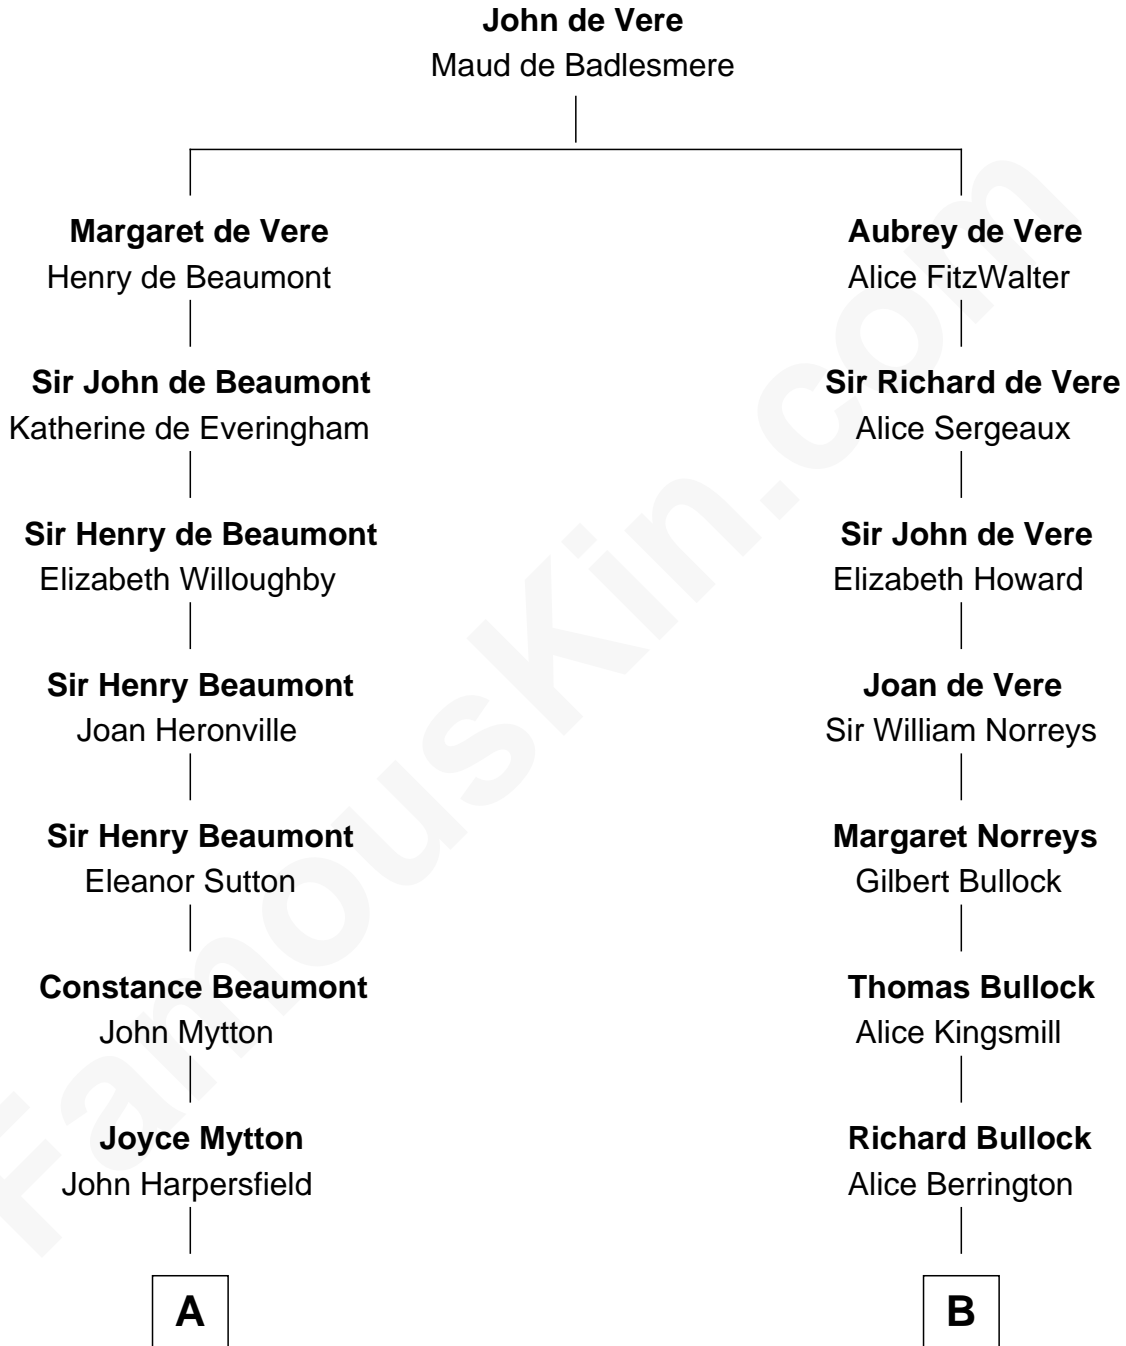 John de Vere
Maud de Badlesmere
Margaret de Vere
Henry de Beaumont
Aubrey de Vere
Alice FitzWalter
Sir John de Beaumont
Katherine de Everingham
Sir Richard de Vere
Alice Sergeaux
Sir Henry de Beaumont
Elizabeth Willoughby
Sir John de Vere
Elizabeth Howard
Sir Henry Beaumont
Joan Heronville
Joan de Vere
Sir William Norreys
Sir Henry Beaumont
Eleanor Sutton
Margaret Norreys
Gilbert Bullock
Constance Beaumont
John Mytton
Thomas Bullock
Alice Kingsmill
Joyce Mytton
John Harpersfield
Richard Bullock
Alice Berrington
A
B
FamousKin.com